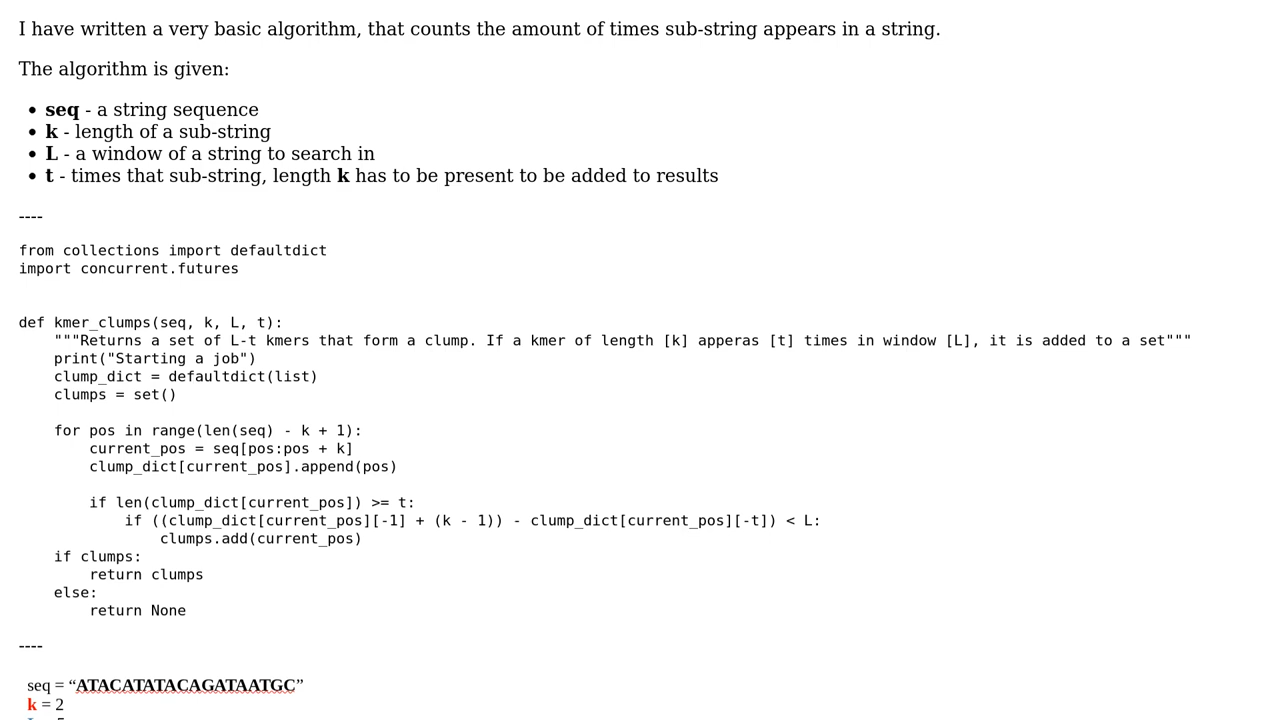 I have written a very basic algorithm, that counts the amount of times sub-string appears in a string.
The algorithm is given:
• seq - a string sequence
• k - length of a sub-string
• L - a window of a string to search in
• t - times that sub-string, length k has to be present to be added to results
----
from collections import defaultdict
import concurrent.futures
def kmer_clumps(seq, k, L, t):
    """Returns a set of L-t kmers that form a clump. If a kmer of length [k] apperas [t] times in window [L], it is added to a set"""
    print("Starting a job")
    clump_dict = defaultdict(list)
    clumps = set()
    for pos in range(len(seq) - k + 1):
        current_pos = seq[pos:pos + k]
        clump_dict[current_pos].append(pos)
        if len(clump_dict[current_pos]) >= t:
            if ((clump_dict[current_pos][-1] + (k - 1)) - clump_dict[current_pos][-t]) < L:
                clumps.add(current_pos)
    if clumps:
        return clumps
    else:
        return None
----
seq = “ATACATATACAGATAATGC”
k = 2